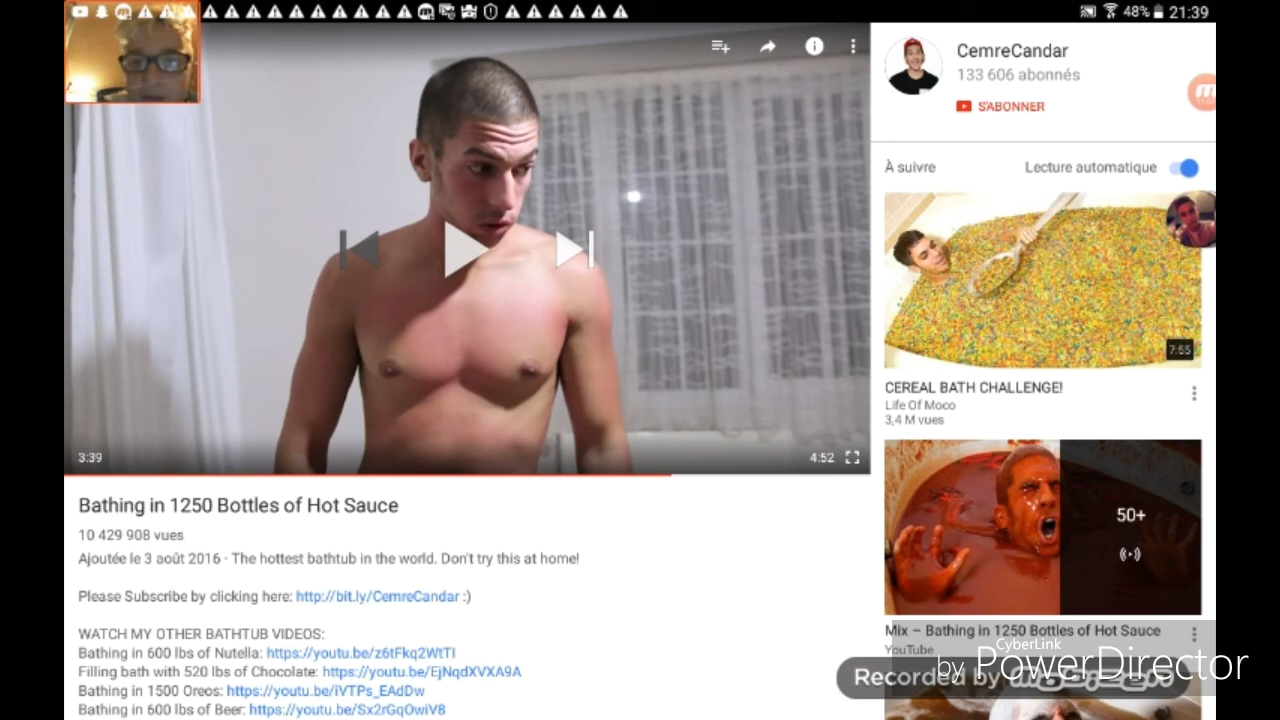 48% 21:39
CemreCandar
133 606 abonnés
S'ABONNER
À suivre
Lecture automatique
7:55
CEREAL BATH CHALLENGE!
Life Of Moco
3,4 M vues
3:39
4:52
50+
Bathing in 1250 Bottles of Hot Sauce
10 429 908 vues
Ajoutée le 3 août 2016 · The hottest bathtub in the world. Don't try this at home!
Please Subscribe by clicking here: http://bit.ly/CemreCandar :)
WATCH MY OTHER BATHTUB VIDEOS:
Bathing in 600 lbs of Nutella: https://youtu.be/z6tFkq2WtTI
Filling bath with 520 lbs of Chocolate: https://youtu.be/EjNqdXVXA9A
Bathing in 1500 Oreos: https://youtu.be/iVTPs_EAdDw
Bathing in 600 lbs of Beer: https://youtu.be/Sx2rGqOwiV8
Mix – Bathing in 1250 Bottles of Hot Sauce
YouTube
CyberLink
by PowerDirector
Recorded by